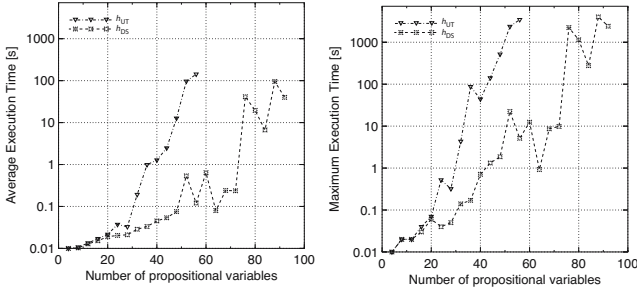 h_UT
h_DS
1000
100
10
1
0.1
0.01
0 20 40 60 80 100
Average Execution Time [s]
Number of propositional variables
h_UT
h_DS
1000
100
10
1
0.1
0.01
0 20 40 60 80 100
Maximum Execution Time [s]
Number of propositional variables